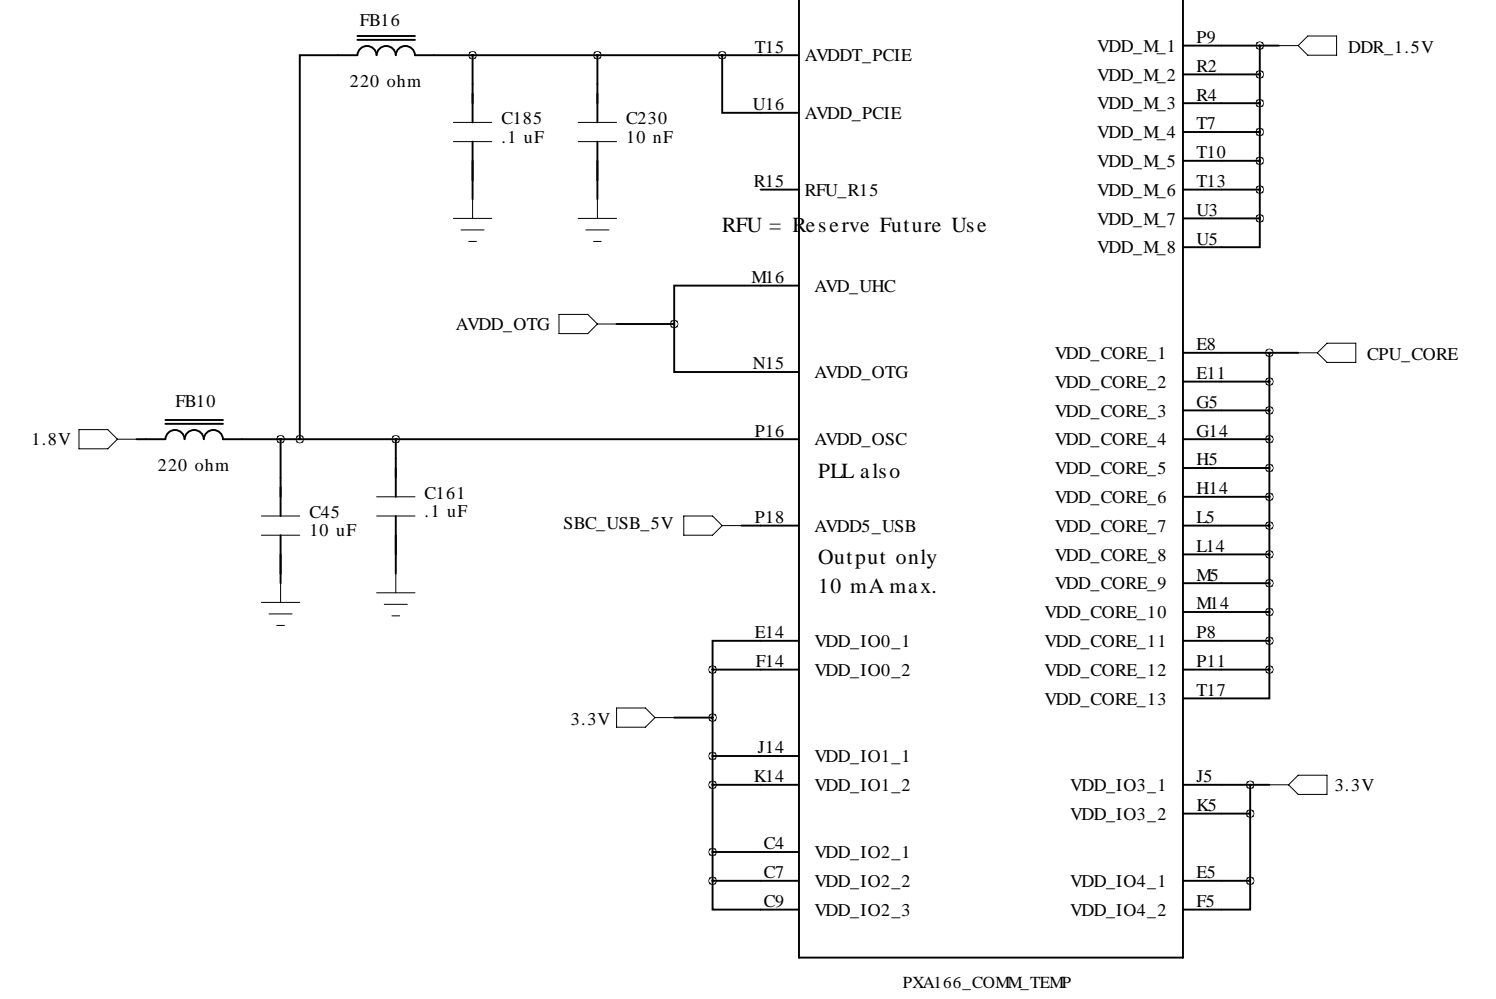 FB16
220 ohm
C185
.1 uF
C230
10 nF
T15 AVDDT_PCIE
U16 AVDD_PCIE
R15 RFU_R15
RFU = Reserve Future Use
M16 AVD_UHC
AVDD_OTG
N15 AVDD_OTG
FB10
1.8V
220 ohm
P16 AVDD_OSC
PLL also
C45
10 uF
C161
.1 uF
SBC_USB_5V P18 AVDD5_USB
Output only
10 mA max.
E14 VDD_IO0_1
F14 VDD_IO0_2
3.3V
J14 VDD_IO1_1
K14 VDD_IO1_2
C4 VDD_IO2_1
C7 VDD_IO2_2
C9 VDD_IO2_3
VDD_M_1 P9 DDR_1.5V
VDD_M_2 R2
VDD_M_3 R4
VDD_M_4 T7
VDD_M_5 T10
VDD_M_6 T13
VDD_M_7 U3
VDD_M_8 U5
VDD_CORE_1 E8 CPU_CORE
VDD_CORE_2 E11
VDD_CORE_3 G5
VDD_CORE_4 G14
VDD_CORE_5 H5
VDD_CORE_6 H14
VDD_CORE_7 L5
VDD_CORE_8 L14
VDD_CORE_9 M5
VDD_CORE_10 M14
VDD_CORE_11 P8
VDD_CORE_12 P11
VDD_CORE_13 T17
VDD_IO3_1 J5 3.3V
VDD_IO3_2 K5
VDD_IO4_1 E5
VDD_IO4_2 F5
PXA166_COMM_TEMP